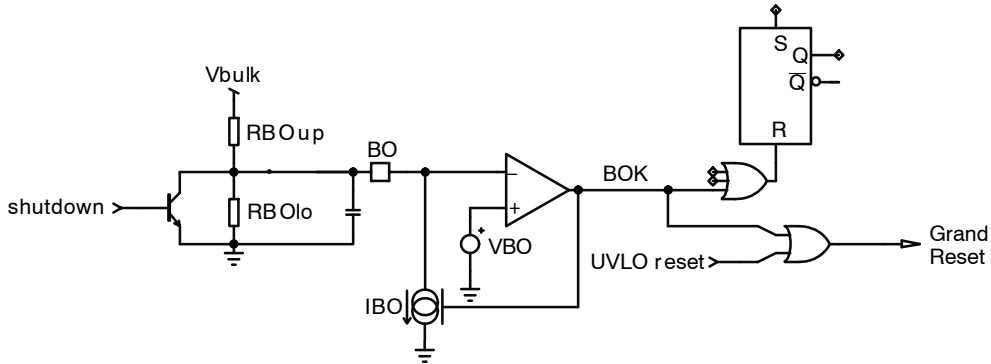 S
Q
Q
R
Vbulk
RBOup
BO
BOK
shutdown
RBOlo
−
+
+
VBO
UVLO reset
Grand
Reset
IBO